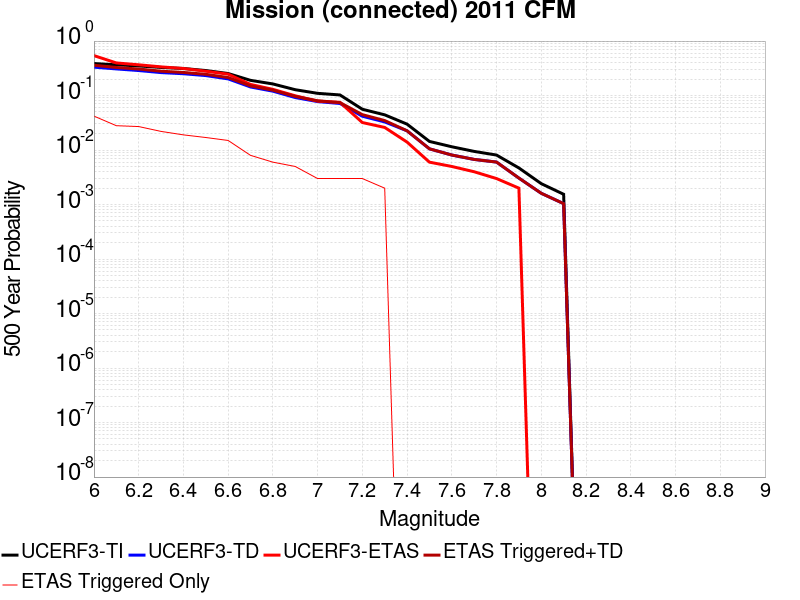 Mission (connected) 2011 CFM
10^0
10^-1
10^-2
10^-3
10^-4
10^-5
10^-6
10^-7
10^-8
500 Year Probability
6 6.2 6.4 6.6 6.8 7 7.2 7.4 7.6 7.8 8 8.2 8.4 8.6 8.8 9
Magnitude
UCERF3-TI UCERF3-TD UCERF3-ETAS ETAS Triggered+TD
ETAS Triggered Only